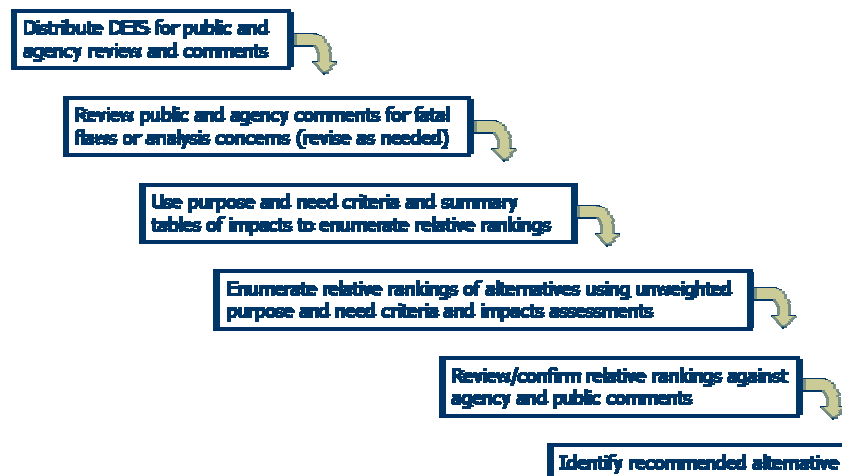 Distribute DEIS for public and
agency review and comments
Review public and agency comments for fatal
flaws or analysis concerns (revise as needed)
Use purpose and need criteria and summary
tables of impacts to enumerate relative rankings
Enumerate relative rankings of alternatives using unweighted
purpose and need criteria and impacts assessments
Review/confirm relative rankings against
agency and public comments
Identify recommended alternative